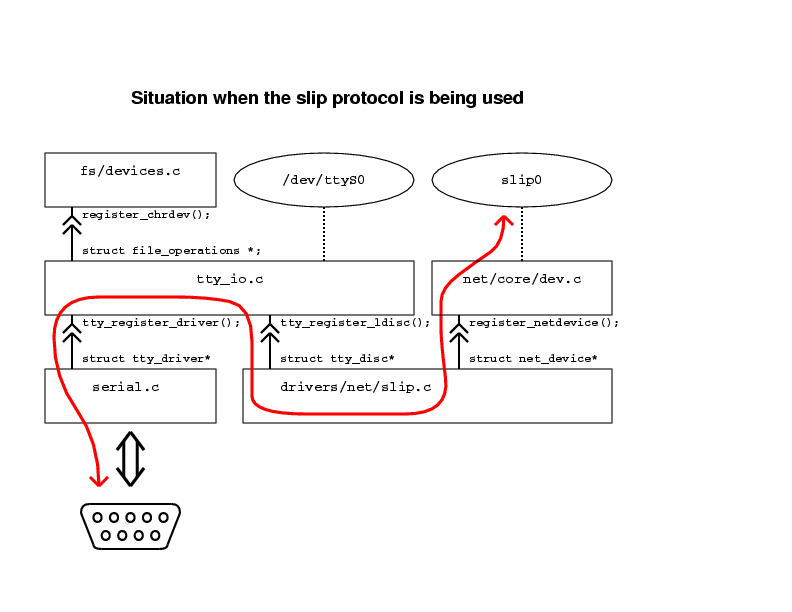 Situation when the slip protocol is being used
fs/devices.c
/dev/ttyS0
slip0
register_chrdev();
struct file_operations *;
tty_io.c
net/core/dev.c
tty_register_driver();
tty_register_ldisc();
register_netdevice();
struct tty_driver*
struct tty_disc*
struct net_device*
serial.c
drivers/net/slip.c